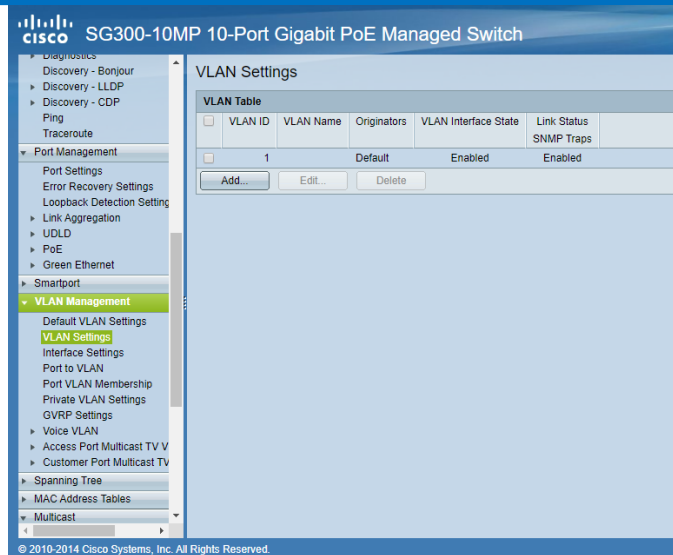 CISCO SG300-10MP 10-Port Gigabit PoE Managed Switch
Diagnostics
Discovery - Bonjour
Discovery - LLDP
Discovery - CDP
Ping
Traceroute
Port Management
Port Settings
Error Recovery Settings
Loopback Detection Setting
Link Aggregation
UDLD
PoE
Green Ethernet
Smartport
VLAN Management
Default VLAN Settings
VLAN Settings
Interface Settings
Port to VLAN
Port VLAN Membership
Private VLAN Settings
GVRP Settings
Voice VLAN
Access Port Multicast TV V
Customer Port Multicast TV
Spanning Tree
MAC Address Tables
Multicast
VLAN Settings
VLAN Table
VLAN ID VLAN Name Originators VLAN Interface State Link Status
SNMP Traps
1 Default Enabled Enabled
Add... Edit... Delete
© 2010-2014 Cisco Systems, Inc. All Rights Reserved.